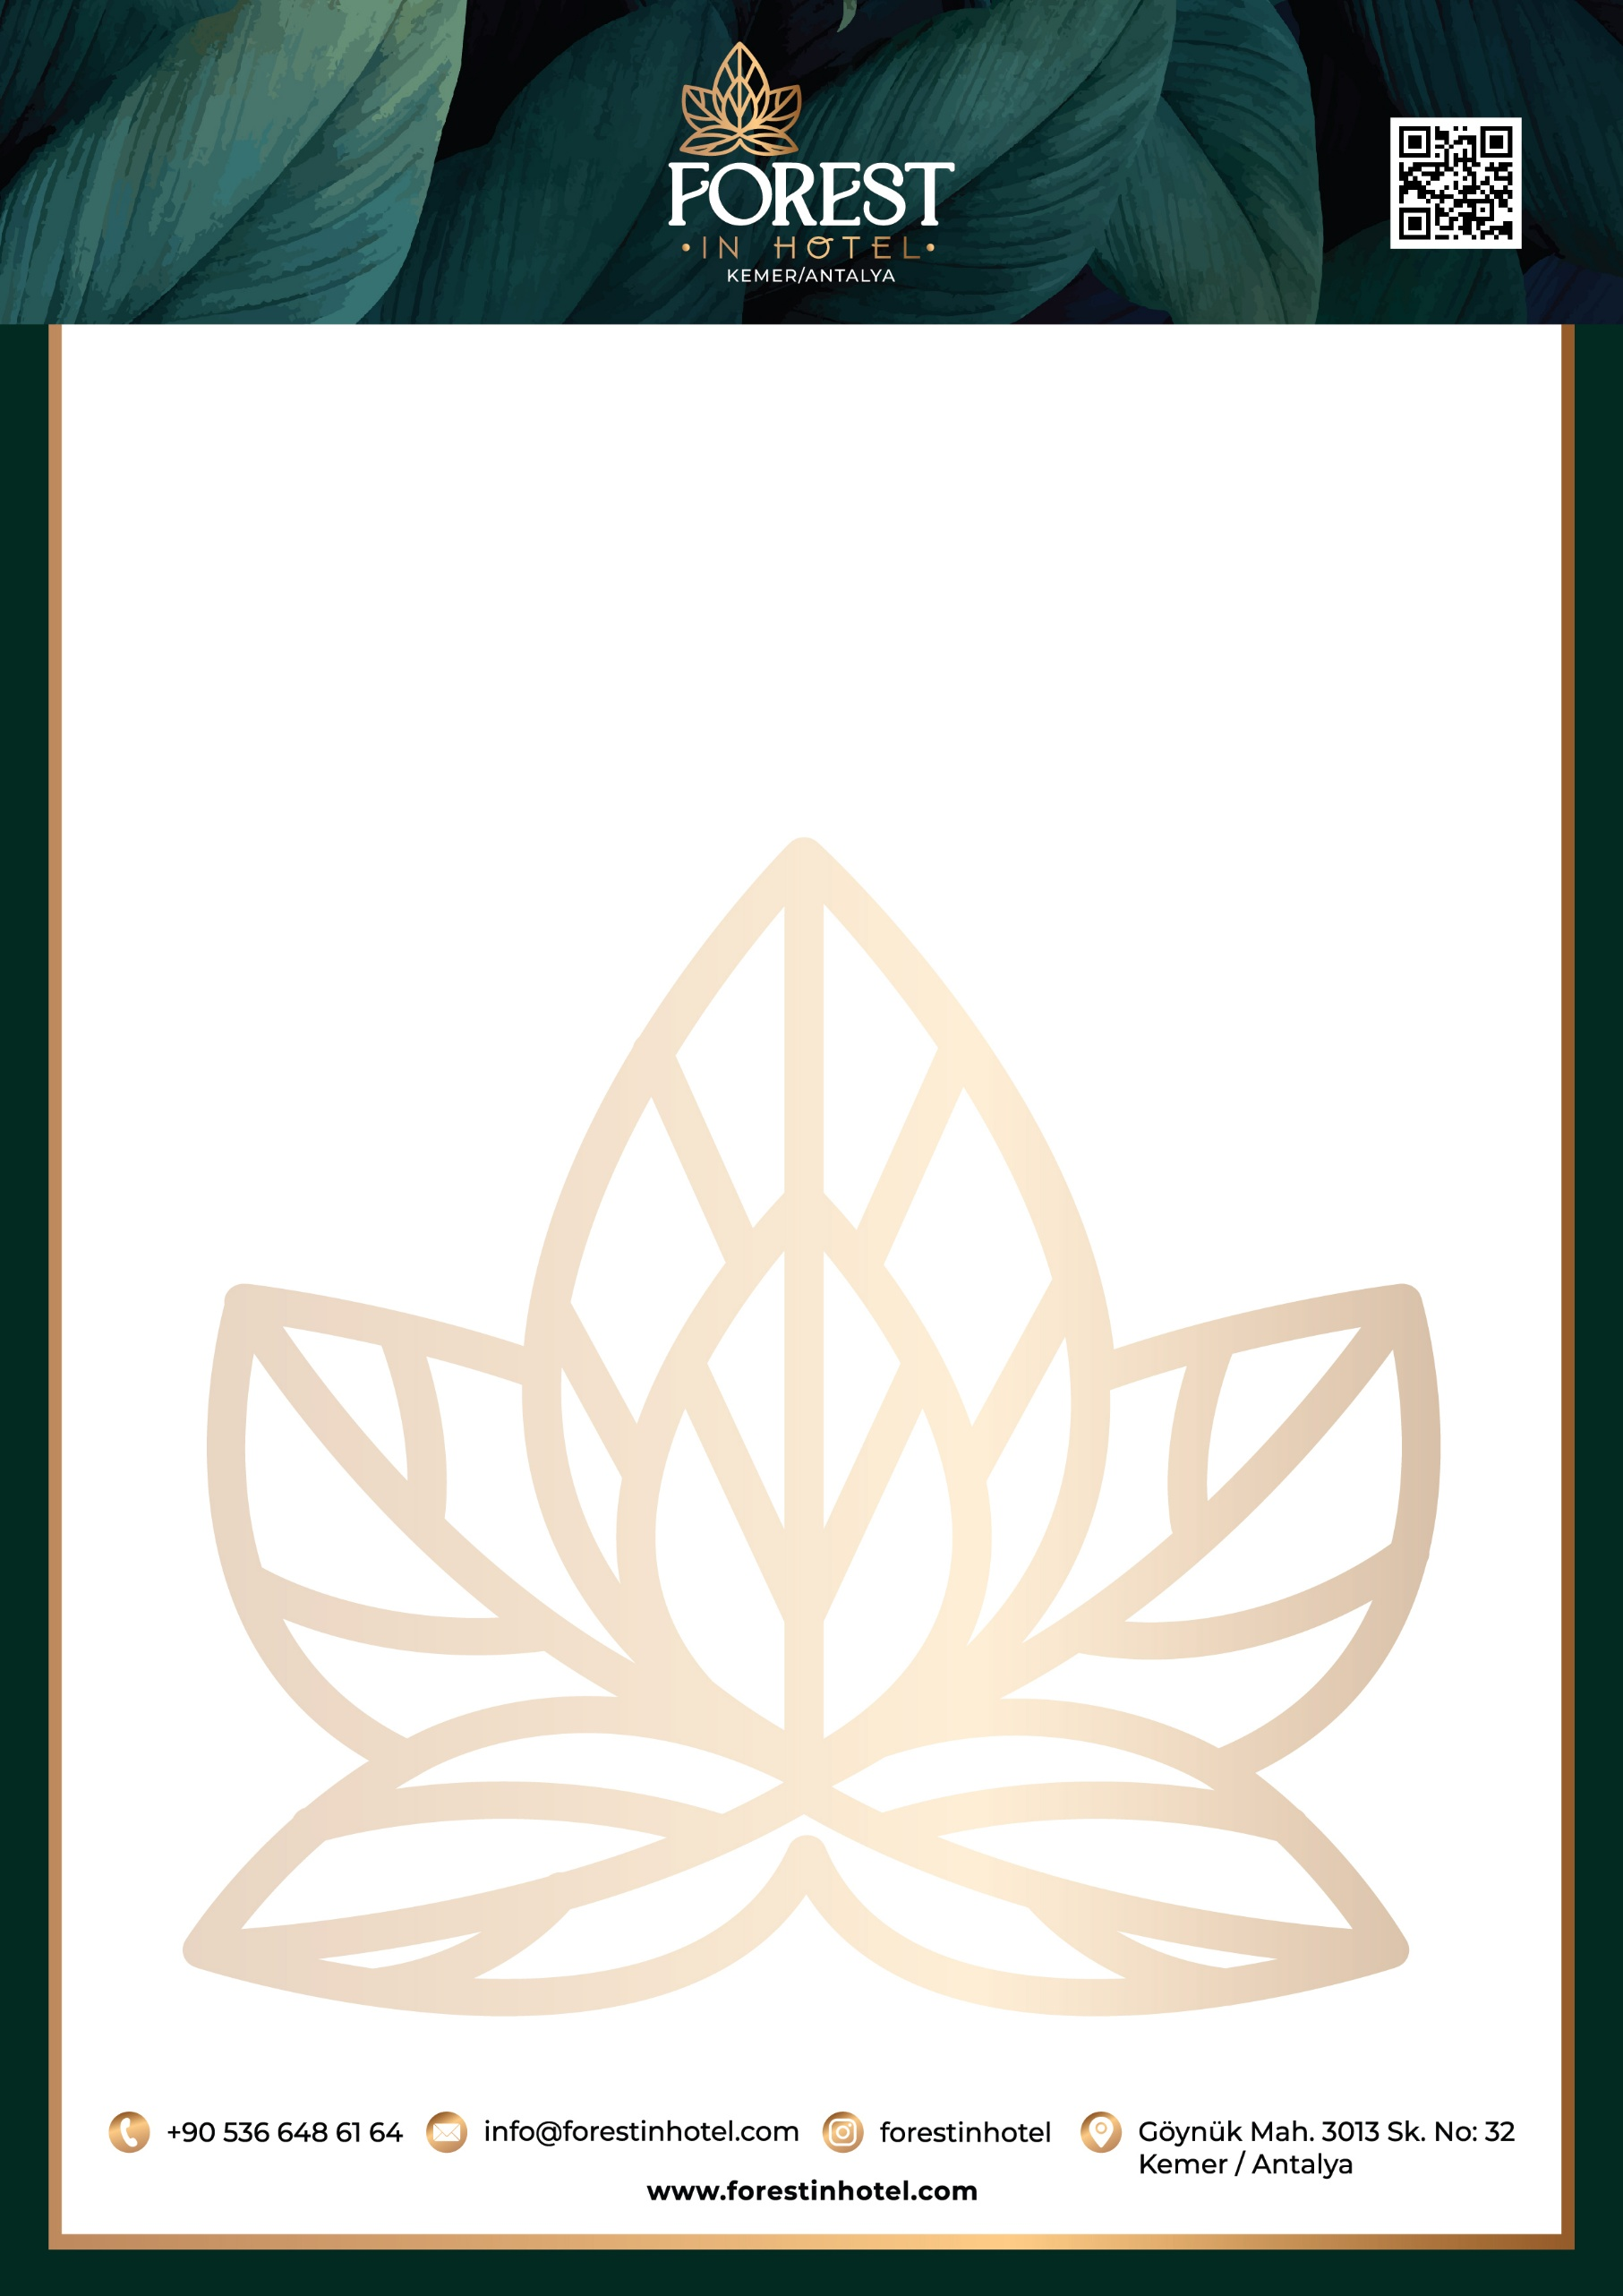 FOREST
•IN HOTEL•
KEMER/ANTALYA
+90 536 648 61 64
info@forestinhotel.com
forestinhotel
Göynük Mah. 3013 Sk. No: 32
Kemer / Antalya
www.forestinhotel.com